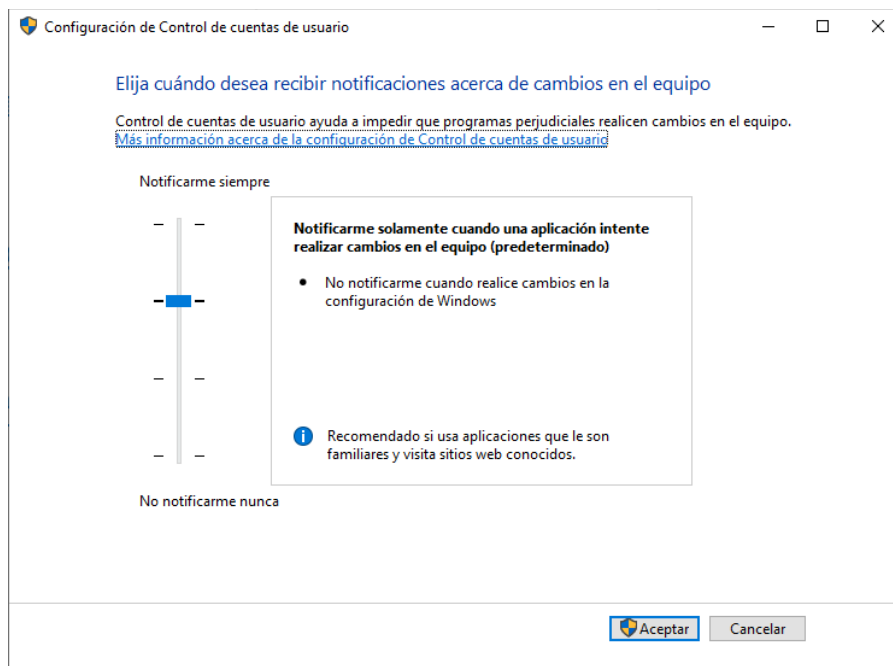 Configuración de Control de cuentas de usuario
Elija cuándo desea recibir notificaciones acerca de cambios en el equipo
Control de cuentas de usuario ayuda a impedir que programas perjudiciales realicen cambios en el equipo.
Más información acerca de la configuración de Control de cuentas de usuario
Notificarme siempre
Notificarme solamente cuando una aplicación intente
realizar cambios en el equipo (predeterminado)
• No notificarme cuando realice cambios en la
configuración de Windows
Recomendado si usa aplicaciones que le son
familiares y visita sitios web conocidos.
No notificarme nunca
Aceptar Cancelar